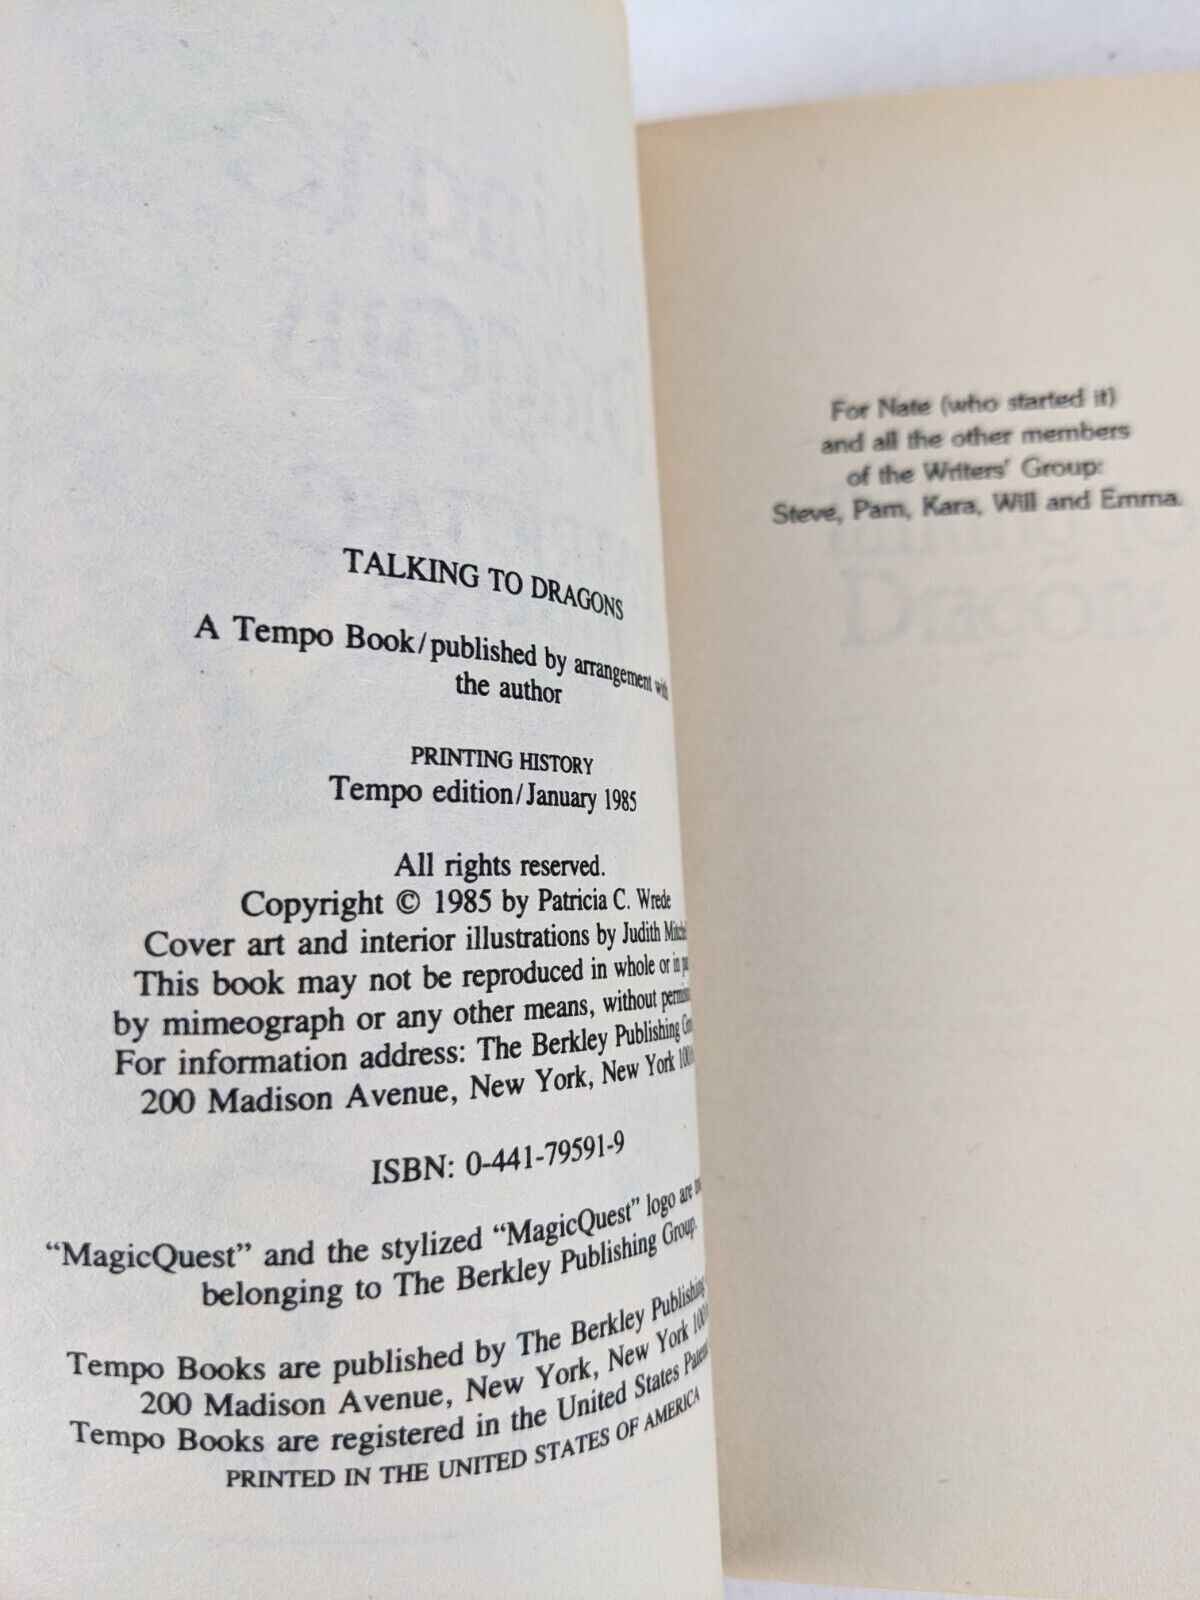 TALKING TO DRAGONS
A Tempo Book/published by arrangement with
the author
PRINTING HISTORY
Tempo edition/January 1985
All rights reserved.
Copyright © 1985 by Patricia C. Wrede
Cover art and interior illustrations by Judith
This book may not be reproduced in whole or in
by mimeograph or any other means, without
For information address: The Berkley Publishing
200 Madison Avenue, New York, New York
ISBN: 0-441-79591-9
"MagicQuest" and the stylized "MagicQuest" logo are
belonging to The Berkley Publishing Group.
Tempo Books are published by The Berkley Publishing
200 Madison Avenue, New York, New York
Tempo Books are registered in the United States Patent
PRINTED IN THE UNITED STATES OF AMERICA
For Nate (who started it)
and all the other members
of the Writers' Group:
Steve, Pam, Kara, Will and Emma.